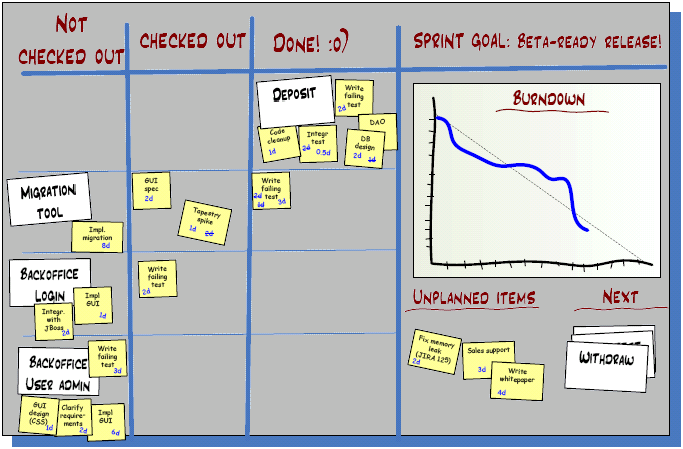 NOT
CHECKED OUT
CHECKED OUT
DONE! :o)
SPRINT GOAL: BETA-READY RELEASE!
DEPOSIT
Write
failing
test
2d
DAO
Code
cleanup
1d
Integr
test
2d
0.5d
DB
design
2d
BURNDOWN
MIGRATION
TOOL
Impl.
migration
8d
GUI
spec
2d
Tapestry
spike
1d
2d
Write
failing
test
2d
6d
3d
BACKOFFICE
LOGIN
Integr.
with
JBoss
2d
Impl
GUI
1d
Write
failing
test
2d
BACKOFFICE
USER ADMIN
Write
failing
test
3d
GUI
design
(CSS)
1d
Clarify
require-
ments
2d
Impl
GUI
6d
UNPLANNED ITEMS
NEXT
Fix memory
leak
(JIRA 125)
2d
Sales support
3d
Write
whitepaper
4d
WITHDRAW